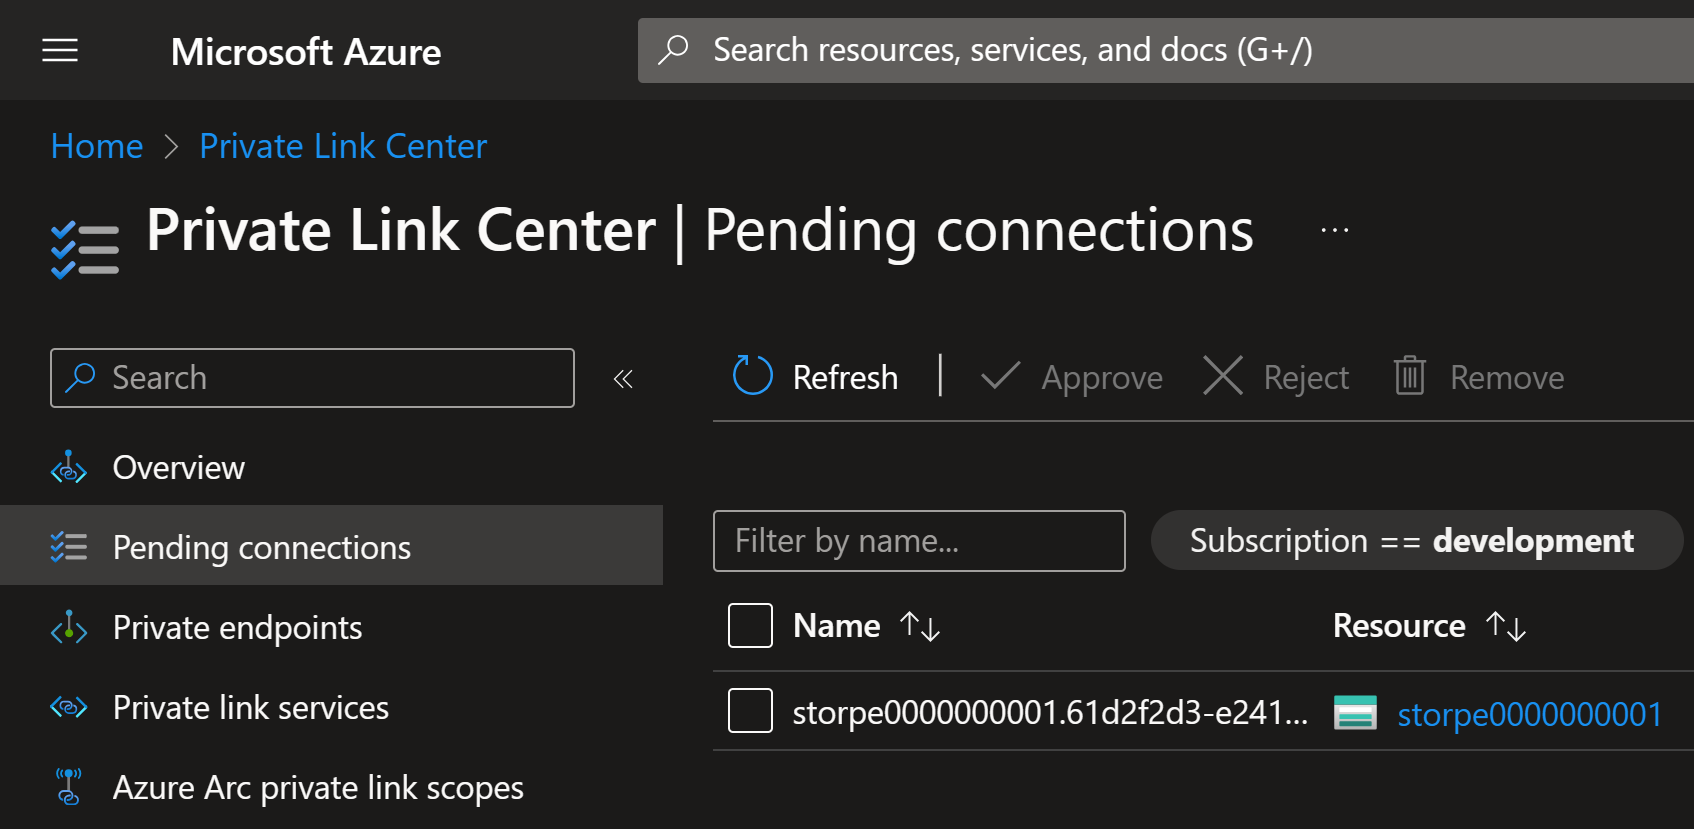 Microsoft Azure
Search resources, services, and docs (G+/)
Home > Private Link Center
Private Link Center | Pending connections ...
Search «
Refresh | Approve Reject Remove
Overview
Pending connections
Private endpoints
Private link services
Azure Arc private link scopes
Filter by name... Subscription == development
Name ↑↓ Resource ↑↓
storpe0000000001.61d2f2d3-e241... storpe0000000001